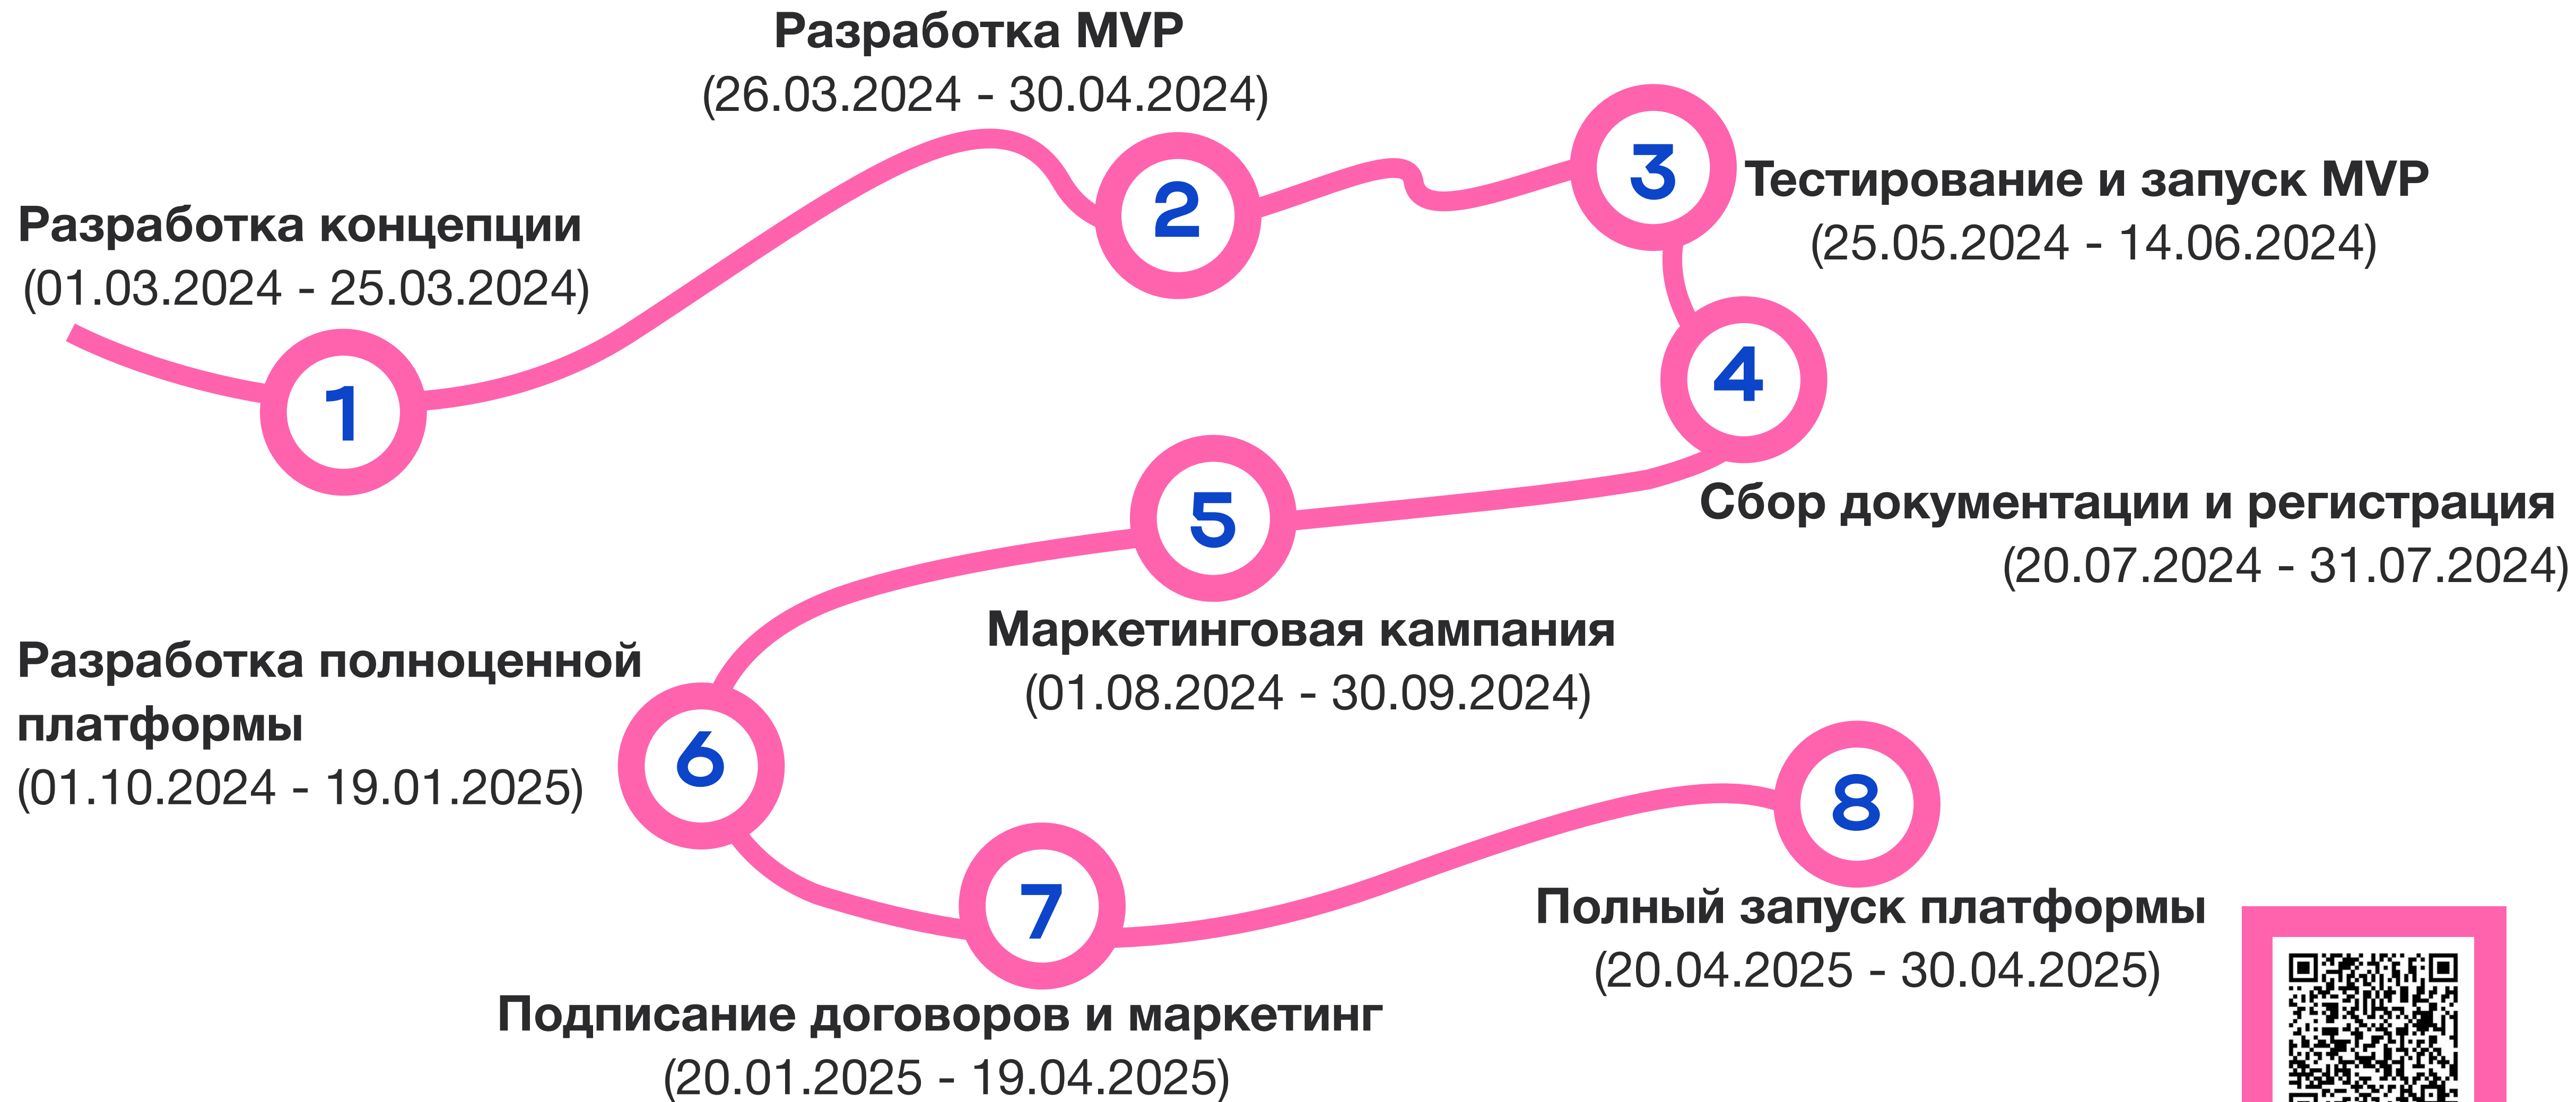 Разработка концепции
(01.03.2024 - 25.03.2024)
1
Разработка MVP
(26.03.2024 - 30.04.2024)
2
3
Тестирование и запуск MVP
(25.05.2024 - 14.06.2024)
4
Сбор документации и регистрация
(20.07.2024 - 31.07.2024)
5
Маркетинговая кампания
(01.08.2024 - 30.09.2024)
Разработка полноценной
платформы
(01.10.2024 - 19.01.2025)
6
7
Подписание договоров и маркетинг
(20.01.2025 - 19.04.2025)
8
Полный запуск платформы
(20.04.2025 - 30.04.2025)